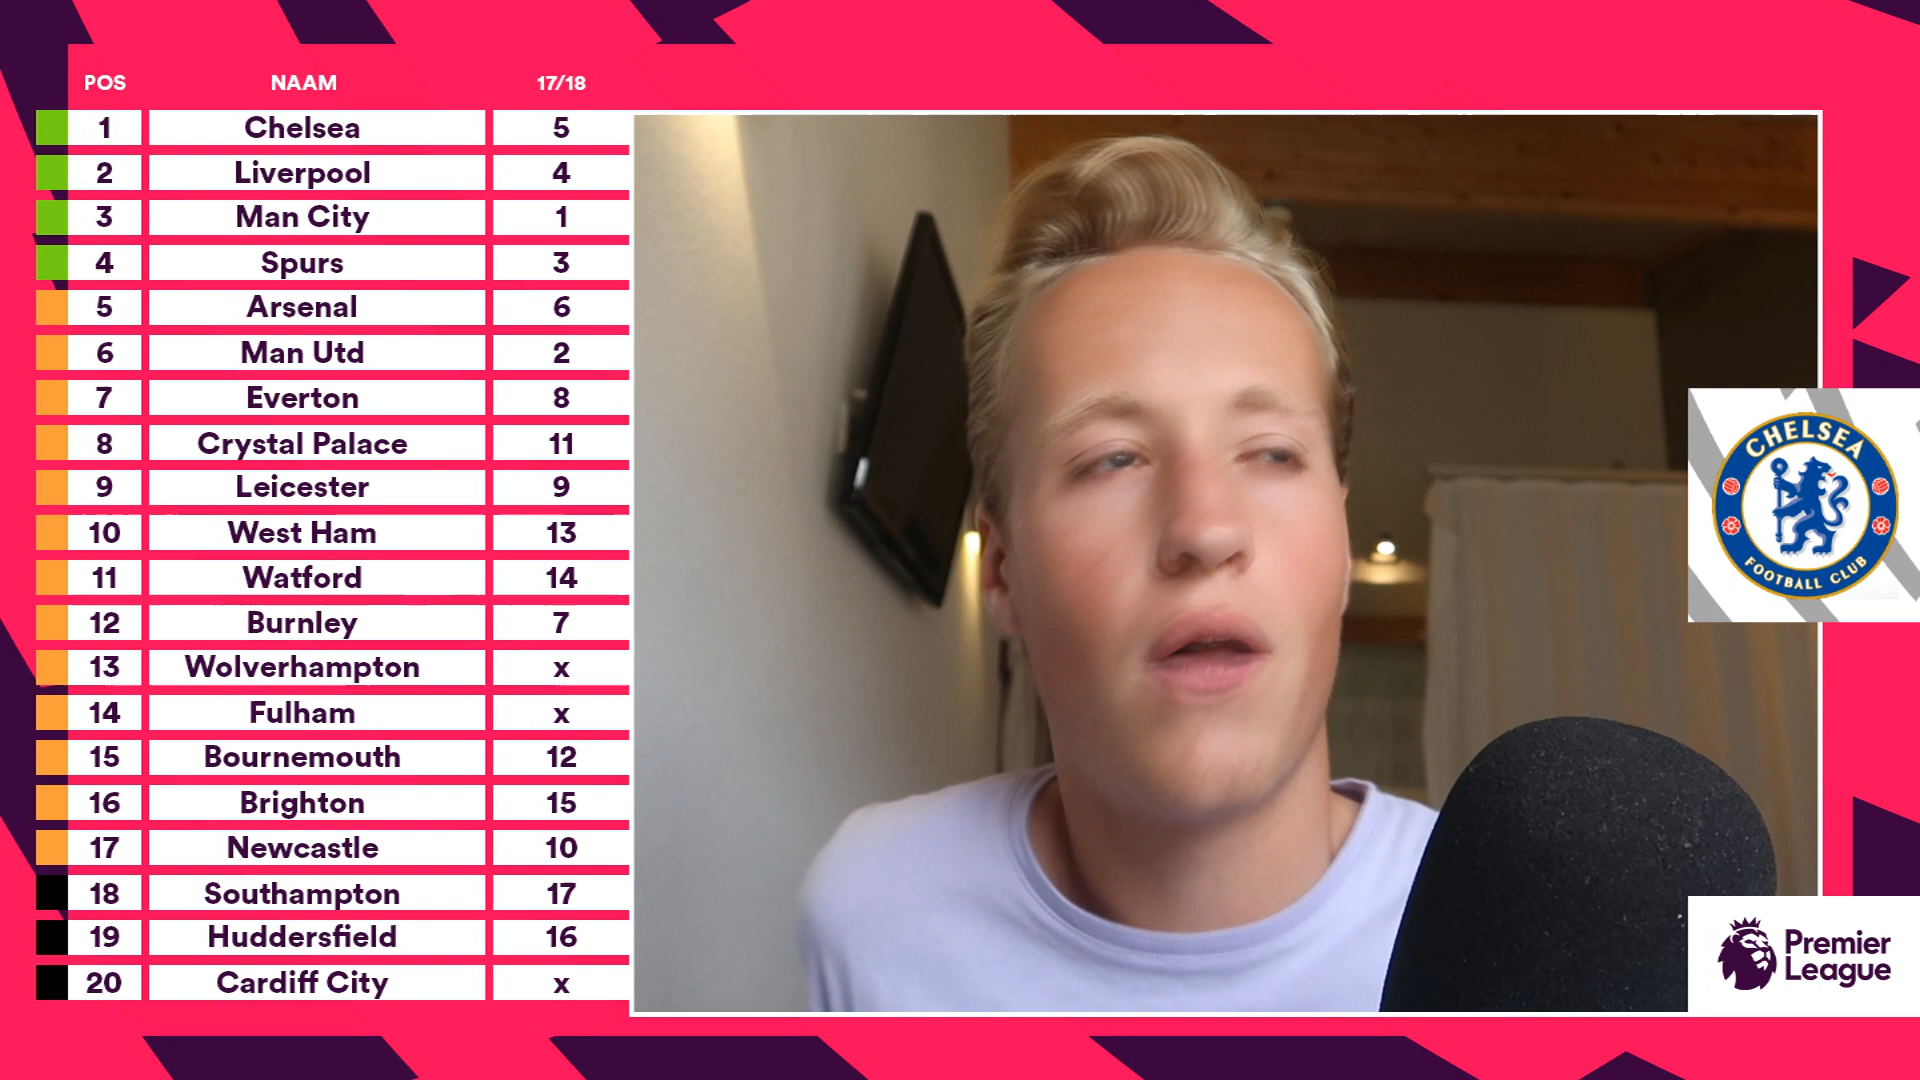 POS NAAM 17/18
1 Chelsea 5
2 Liverpool 4
3 Man City 1
4 Spurs 3
5 Arsenal 6
6 Man Utd 2
7 Everton 8
8 Crystal Palace 11
9 Leicester 9
10 West Ham 13
11 Watford 14
12 Burnley 7
13 Wolverhampton x
14 Fulham x
15 Bournemouth 12
16 Brighton 15
17 Newcastle 10
18 Southampton 17
19 Huddersfield 16
20 Cardiff City x
CHELSEA
FOOTBALL CLUB
Premier
League